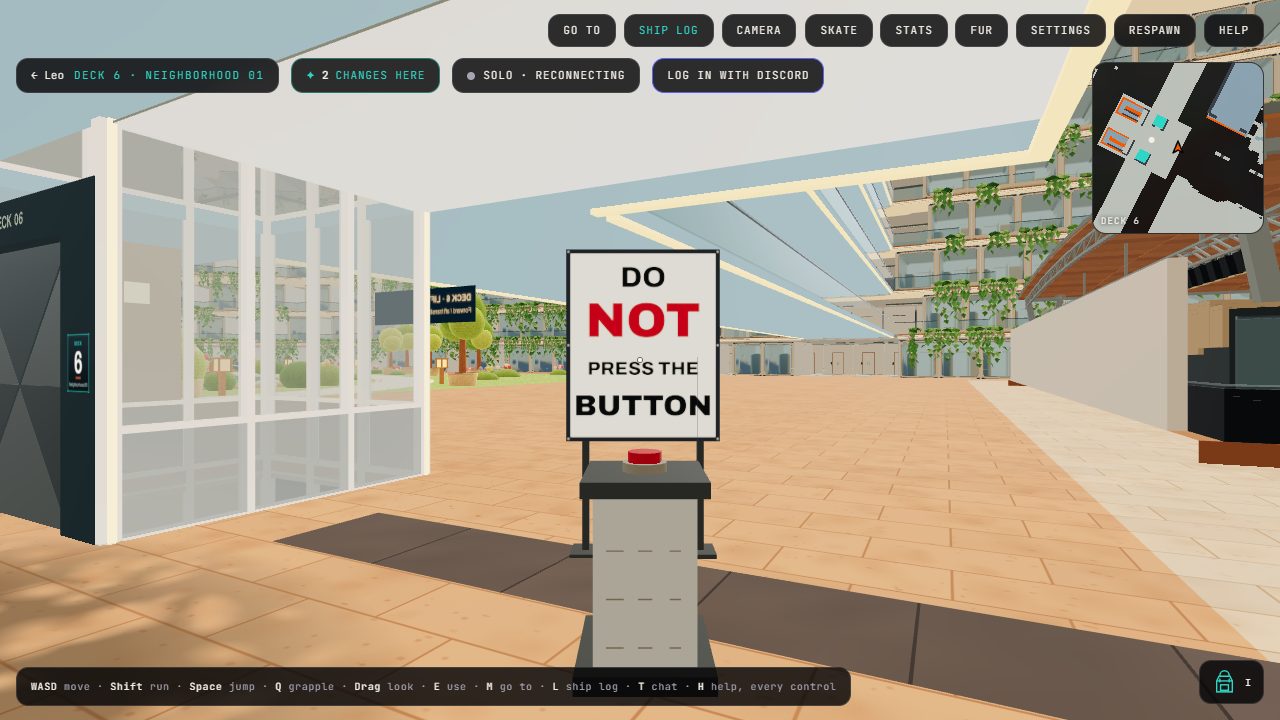 GO TO
SHIP LOG
CAMERA
SKATE
STATS
FUR
SETTINGS
RESPAWN
HELP
← Leo DECK 6 · NEIGHBORHOOD 01
✦ 2 CHANGES HERE
SOLO · RECONNECTING
LOG IN WITH DISCORD
DECK 6
DECK 06
DECK 6
6
DO
NOT
PRESS THE
BUTTON
WASD move · Shift run · Space jump · Q grapple · Drag look · E use · M go to · L ship log · T chat · H help, every control
I